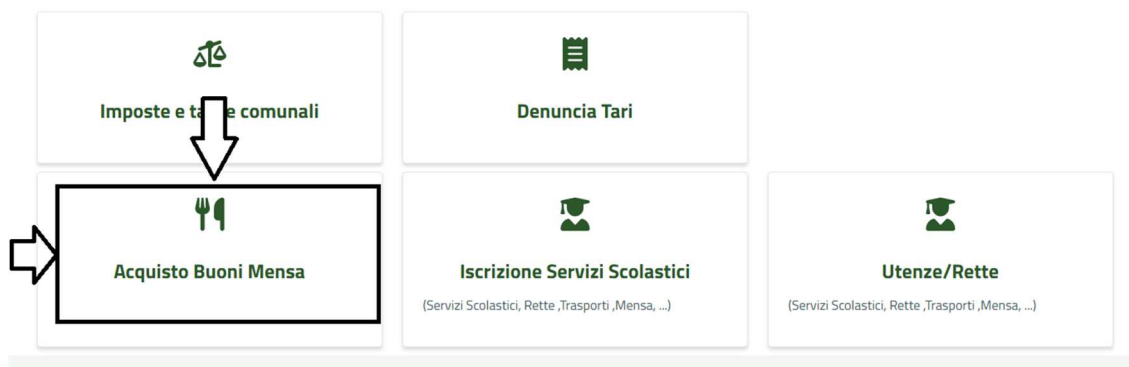 Imposte e tasse comunali
Denuncia Tari
Acquisto Buoni Mensa
Iscrizione Servizi Scolastici
(Servizi Scolastici, Rette ,Trasporti ,Mensa, ...)
Utenze/Rette
(Servizi Scolastici, Rette ,Trasporti ,Mensa, ...)